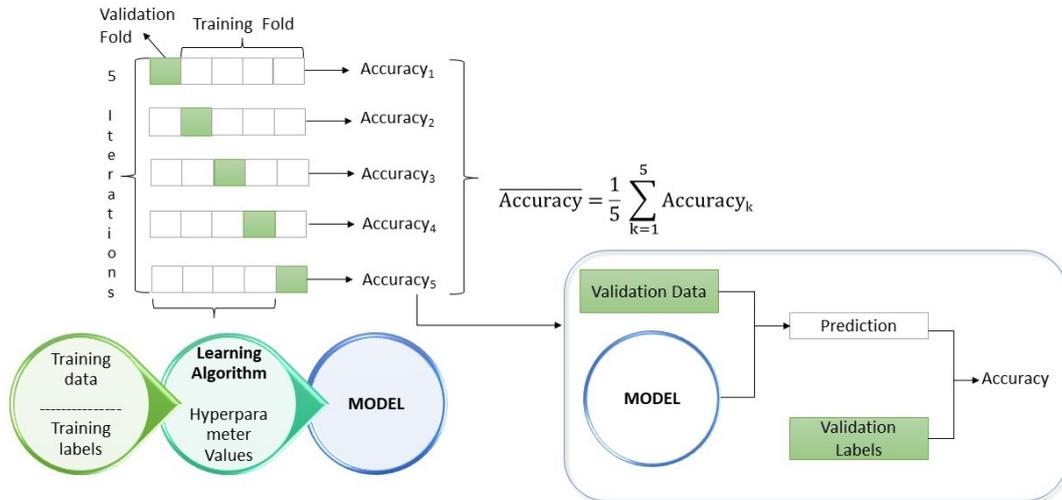 Validation
Fold
Training Fold
5 Iterations
Accuracy₁
Accuracy₂
Accuracy₃
Accuracy₄
Accuracy₅
Accuracy = 1/5 ∑ k=1 5 Accuracyₖ
Training
data
---------------
Training
labels
Learning
Algorithm
Hyperpara
meter
Values
MODEL
Validation Data
MODEL
Prediction
Validation
Labels
Accuracy